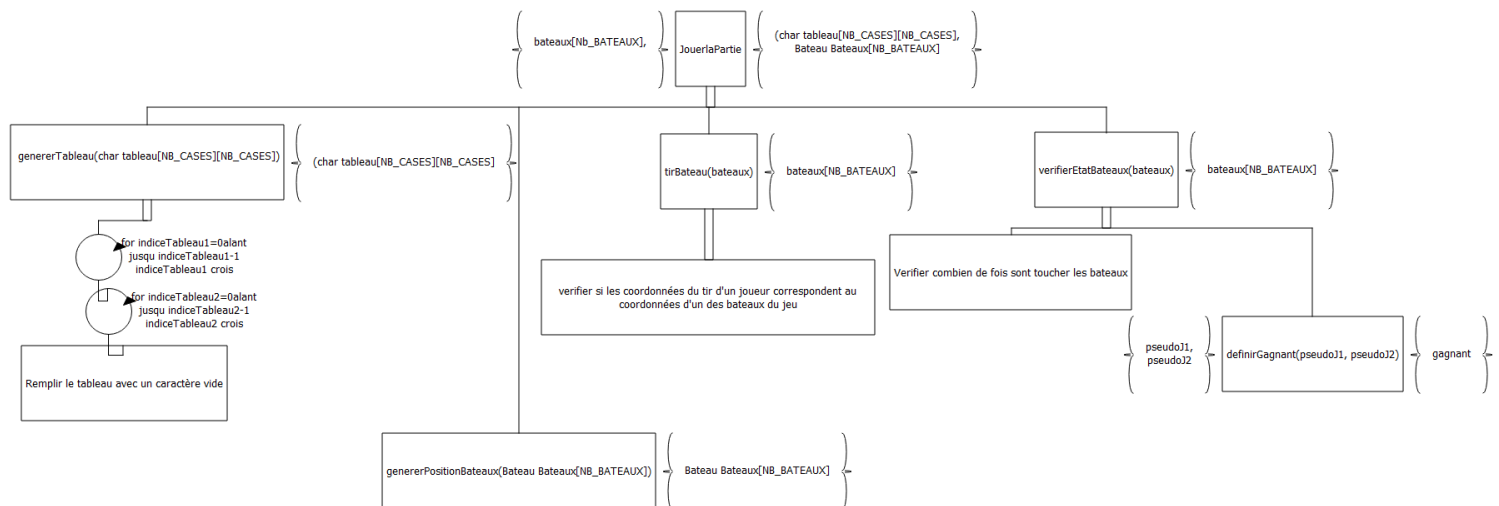 bateaux[Nb_BATEAUX],
JouerlaPartie
(char tableau[NB_CASES][NB_CASES],
Bateau Bateaux[NB_BATEAUX]
genererTableau(char tableau[NB_CASES][NB_CASES])
(char tableau[NB_CASES][NB_CASES]
tirBateau(bateaux)
bateaux[NB_BATEAUX]
verifierEtatBateaux(bateaux)
bateaux[NB_BATEAUX]
for indiceTableau1=0alant
jusqu indiceTableau1-1
indiceTableau1 crois
for indiceTableau2=0alant
jusqu indiceTableau2-1
indiceTableau2 crois
Remplir le tableau avec un caractère vide
verifier si les coordonnées du tir d'un joueur correspondent au
coordonnées d'un des bateaux du jeu
Verifier combien de fois sont toucher les bateaux
pseudoJ1,
pseudoJ2
definirGagnant(pseudoJ1, pseudoJ2)
gagnant
genererPositionBateaux(Bateau Bateaux[NB_BATEAUX])
Bateau Bateaux[NB_BATEAUX]